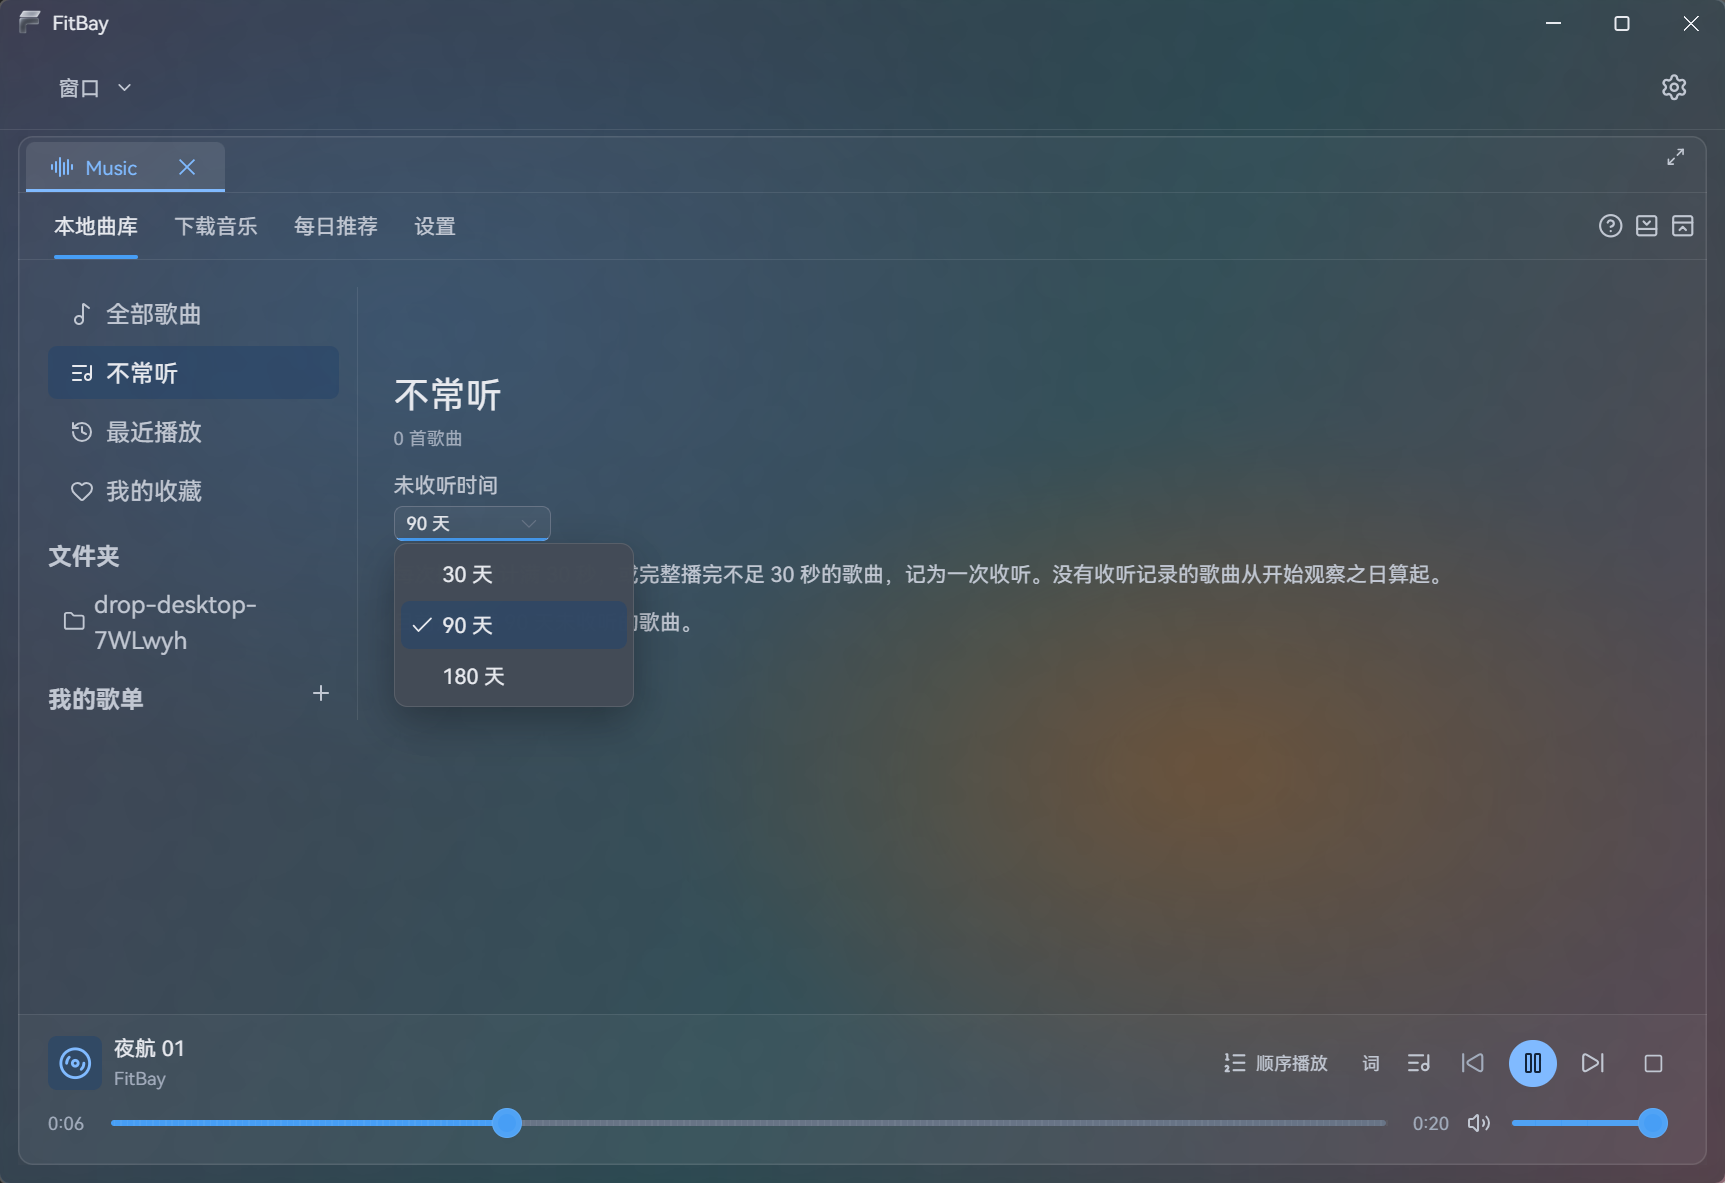 FitBay
窗口
Music
本地曲库 下载音乐 每日推荐 设置
全部歌曲
不常听
最近播放
我的收藏
文件夹
drop-desktop-
7WLwyh
我的歌单
不常听
0 首歌曲
未收听时间
90 天
30 天
90 天
180 天
完整播完不足 30 秒的歌曲，记为一次收听。没有收听记录的歌曲从开始观察之日算起。
歌曲。
夜航 01
FitBay
顺序播放 词
0:06
0:20